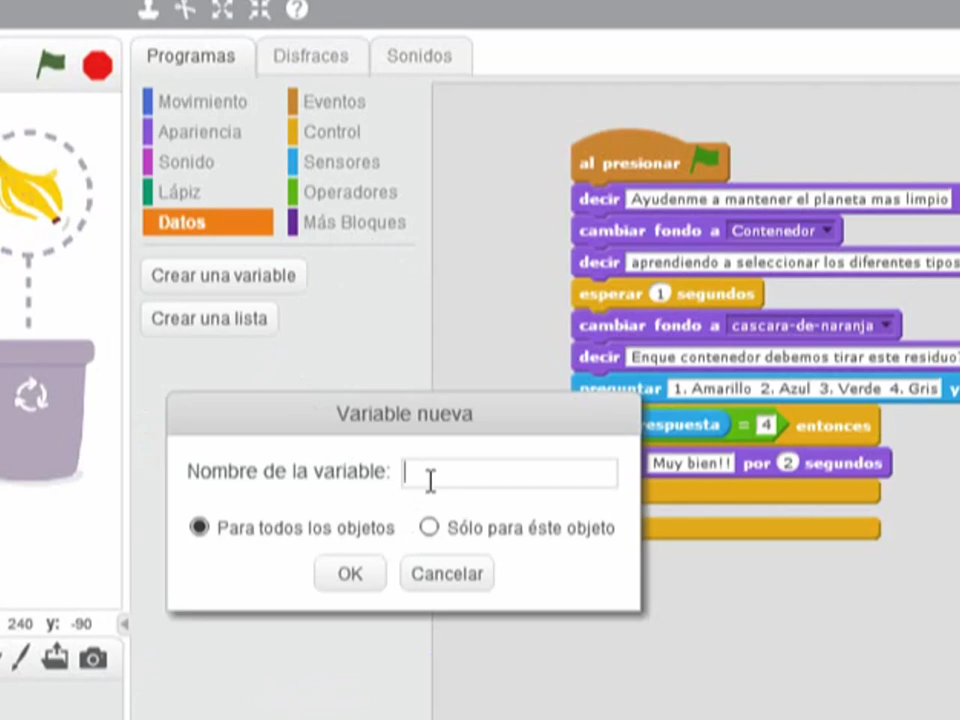 Programas
Disfraces
Sonidos
Movimiento
Eventos
Apariencia
Control
Sonido
Sensores
Lápiz
Operadores
Datos
Más Bloques
Crear una variable
Crear una lista
240 y: -90
al presionar
decir Ayudenme a mantener el planeta mas limpio
cambiar fondo a Contenedor
decir aprendiendo a seleccionar los diferentes tipos
esperar 1 segundos
cambiar fondo a cascara-de-naranja
decir Enque contenedor debemos tirar este residuo?
preguntar 1. Amarillo 2. Azul 3. Verde 4. Gris y
espuesta = 4 entonces
Muy bien!! por 2 segundos
Variable nueva
Nombre de la variable:
Para todos los objetos
Sólo para éste objeto
OK
Cancelar